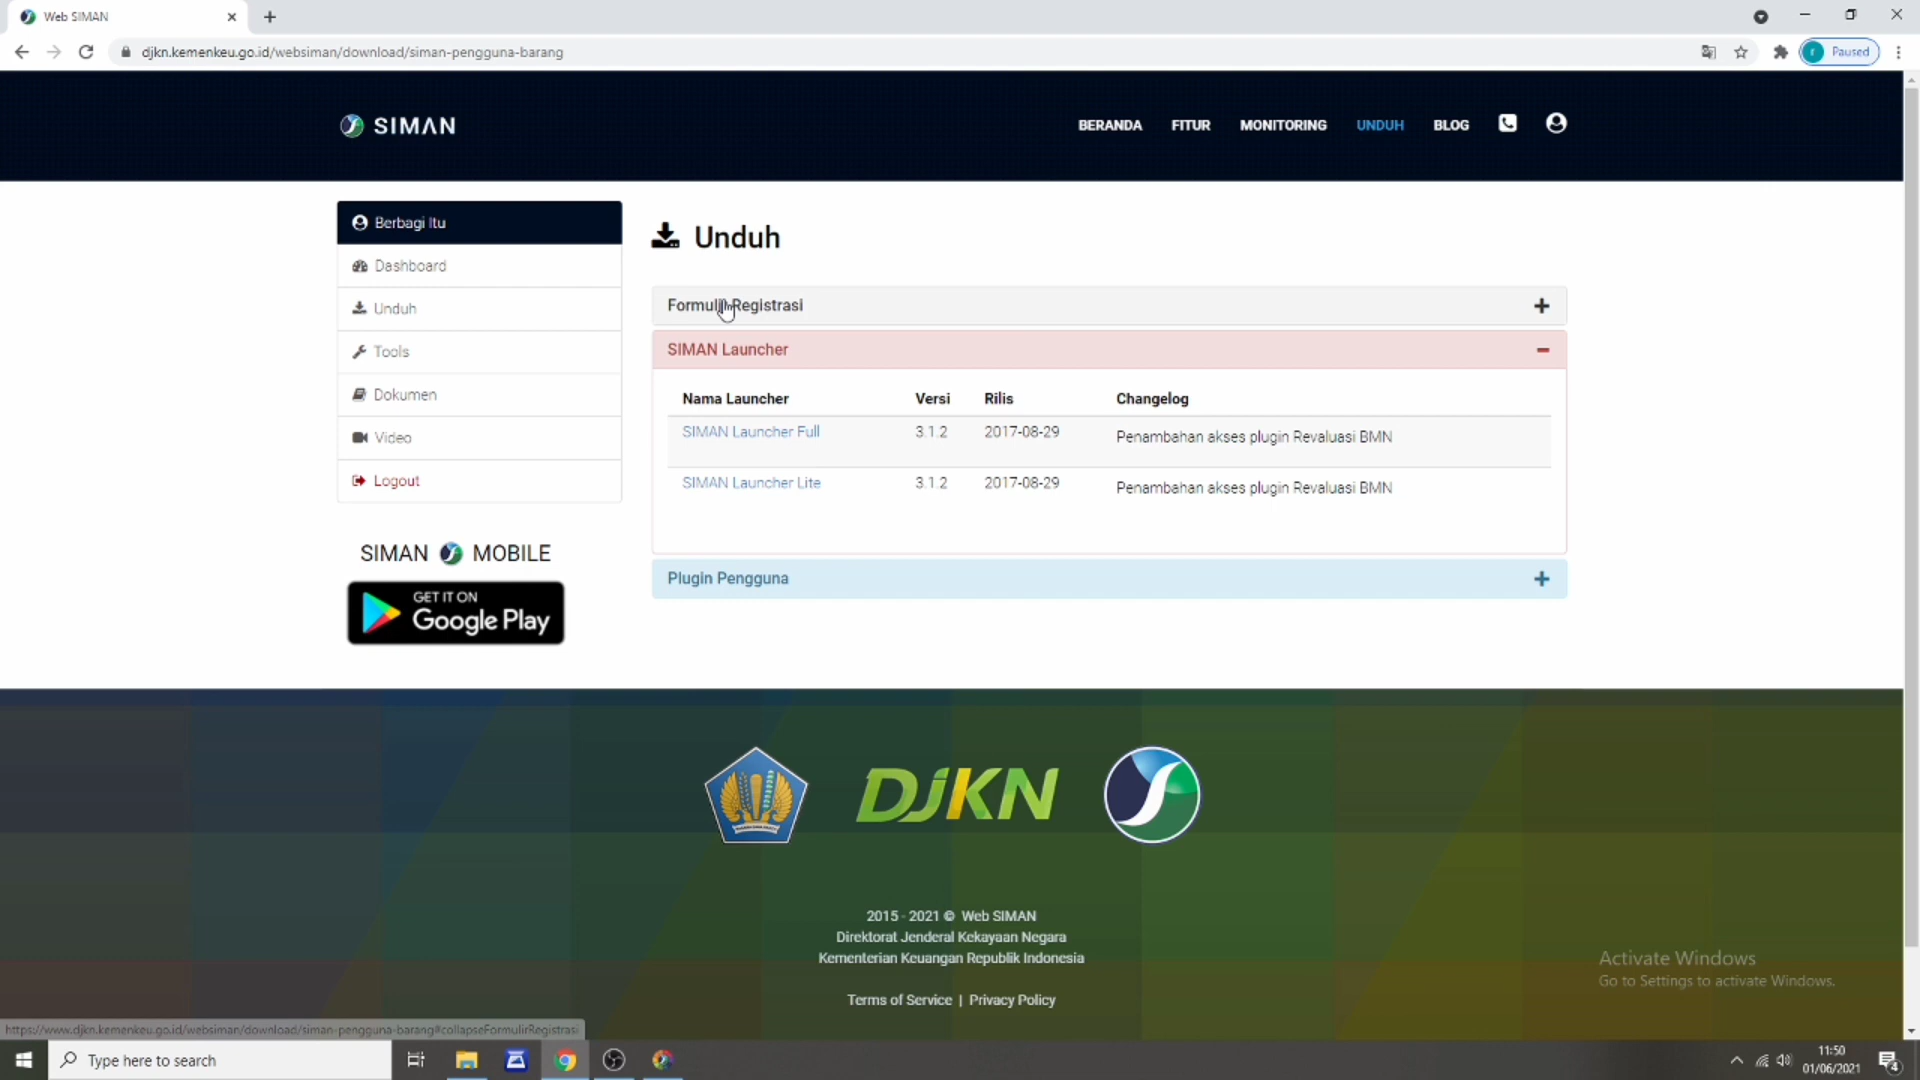 Web SIMAN
djkn.kemenkeu.go.id/websiman/download/siman-pengguna-barang
Paused
SIMAN
BERANDA
FITUR
MONITORING
UNDUH
BLOG
Berbagi Itu
Dashboard
Unduh
Tools
Dokumen
Video
Logout
SIMAN MOBILE
GET IT ON
Google Play
Unduh
Formulir Registrasi
SIMAN Launcher
Nama Launcher Versi Rilis Changelog
SIMAN Launcher Full 3.1.2 2017-08-29 Penambahan akses plugin Revaluasi BMN
SIMAN Launcher Lite 3.1.2 2017-08-29 Penambahan akses plugin Revaluasi BMN
Plugin Pengguna
DJKN
2015 - 2021 © Web SIMAN
Direktorat Jenderal Kekayaan Negara
Kementerian Keuangan Republik Indonesia
Terms of Service | Privacy Policy
Activate Windows
Go to Settings to activate Windows.
https://www.djkn.kemenkeu.go.id/websiman/download/siman-pengguna-barang#collapseFormulirRegistrasi
Type here to search
11:50
01/06/2021
4